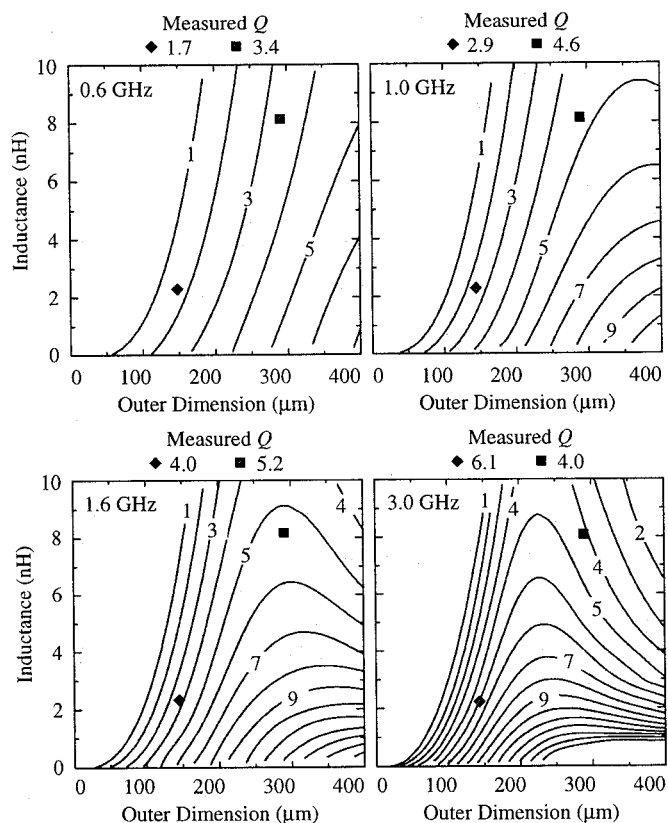 Measured Q
◆ 1.7 ■ 3.4
Measured Q
◆ 2.9 ■ 4.6
0.6 GHz
1
3
5
10
8
6
4
2
0
Inductance (nH)
0 100 200 300 400
Outer Dimension (μm)
1.0 GHz
1
3
5
7
9
0 100 200 300 400
Outer Dimension (μm)
Measured Q
◆ 4.0 ■ 5.2
Measured Q
◆ 6.1 ■ 4.0
1.6 GHz
1
3
4
5
7
9
10
8
6
4
2
0
Inductance (nH)
0 100 200 300 400
Outer Dimension (μm)
3.0 GHz
1
4
2
4
5
7
9
0 100 200 300 400
Outer Dimension (μm)